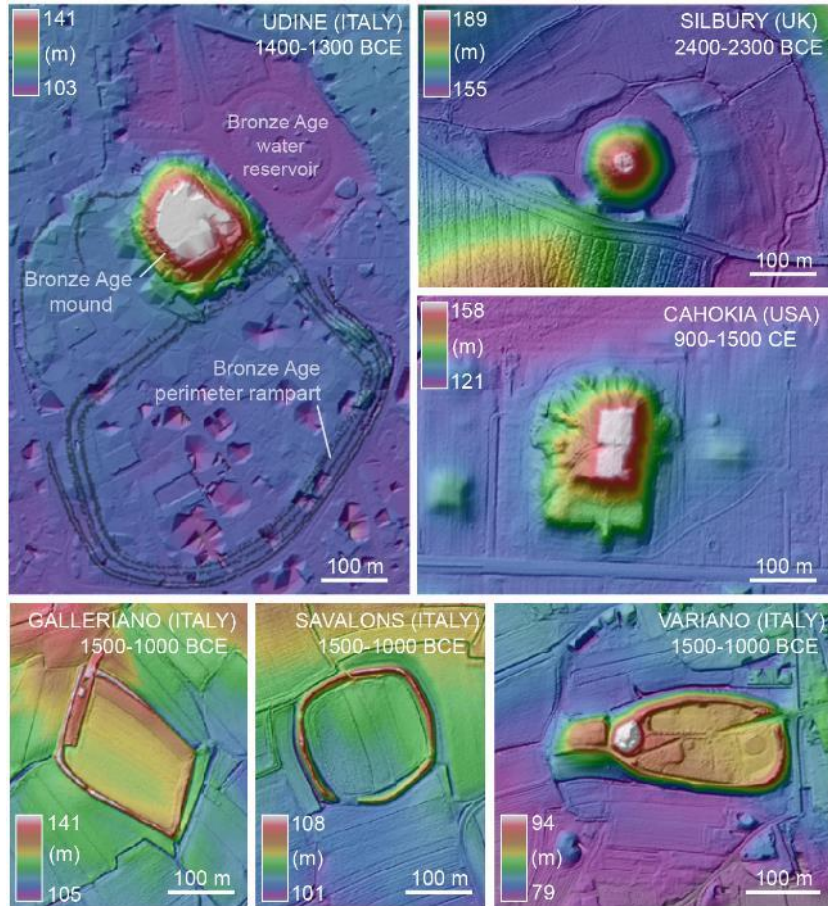 141
(m)
103
UDINE (ITALY)
1400-1300 BCE
Bronze Age
water
reservoir
Bronze Age
mound
Bronze Age
perimeter rampart
100 m
189
(m)
155
SILBURY (UK)
2400-2300 BCE
100 m
158
(m)
121
CAHOKIA (USA)
900-1500 CE
100 m
GALLERIANO (ITALY)
1500-1000 BCE
141
(m)
105
100 m
SAVALONS (ITALY)
1500-1000 BCE
108
(m)
101
100 m
VARIANO (ITALY)
1500-1000 BCE
94
(m)
79
100 m